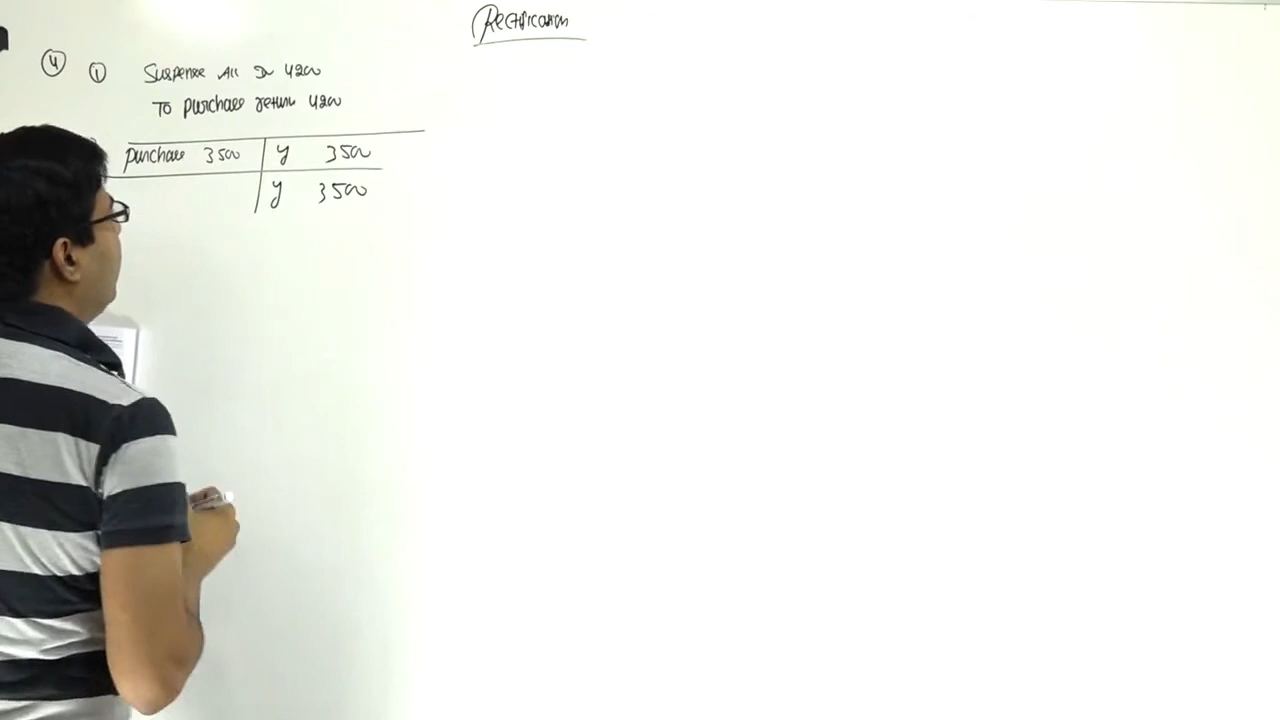 Rectification
4 1 Suspense A/c Dr 4200
To purchase return 4200
purchase 3500 y 3500
y 3500